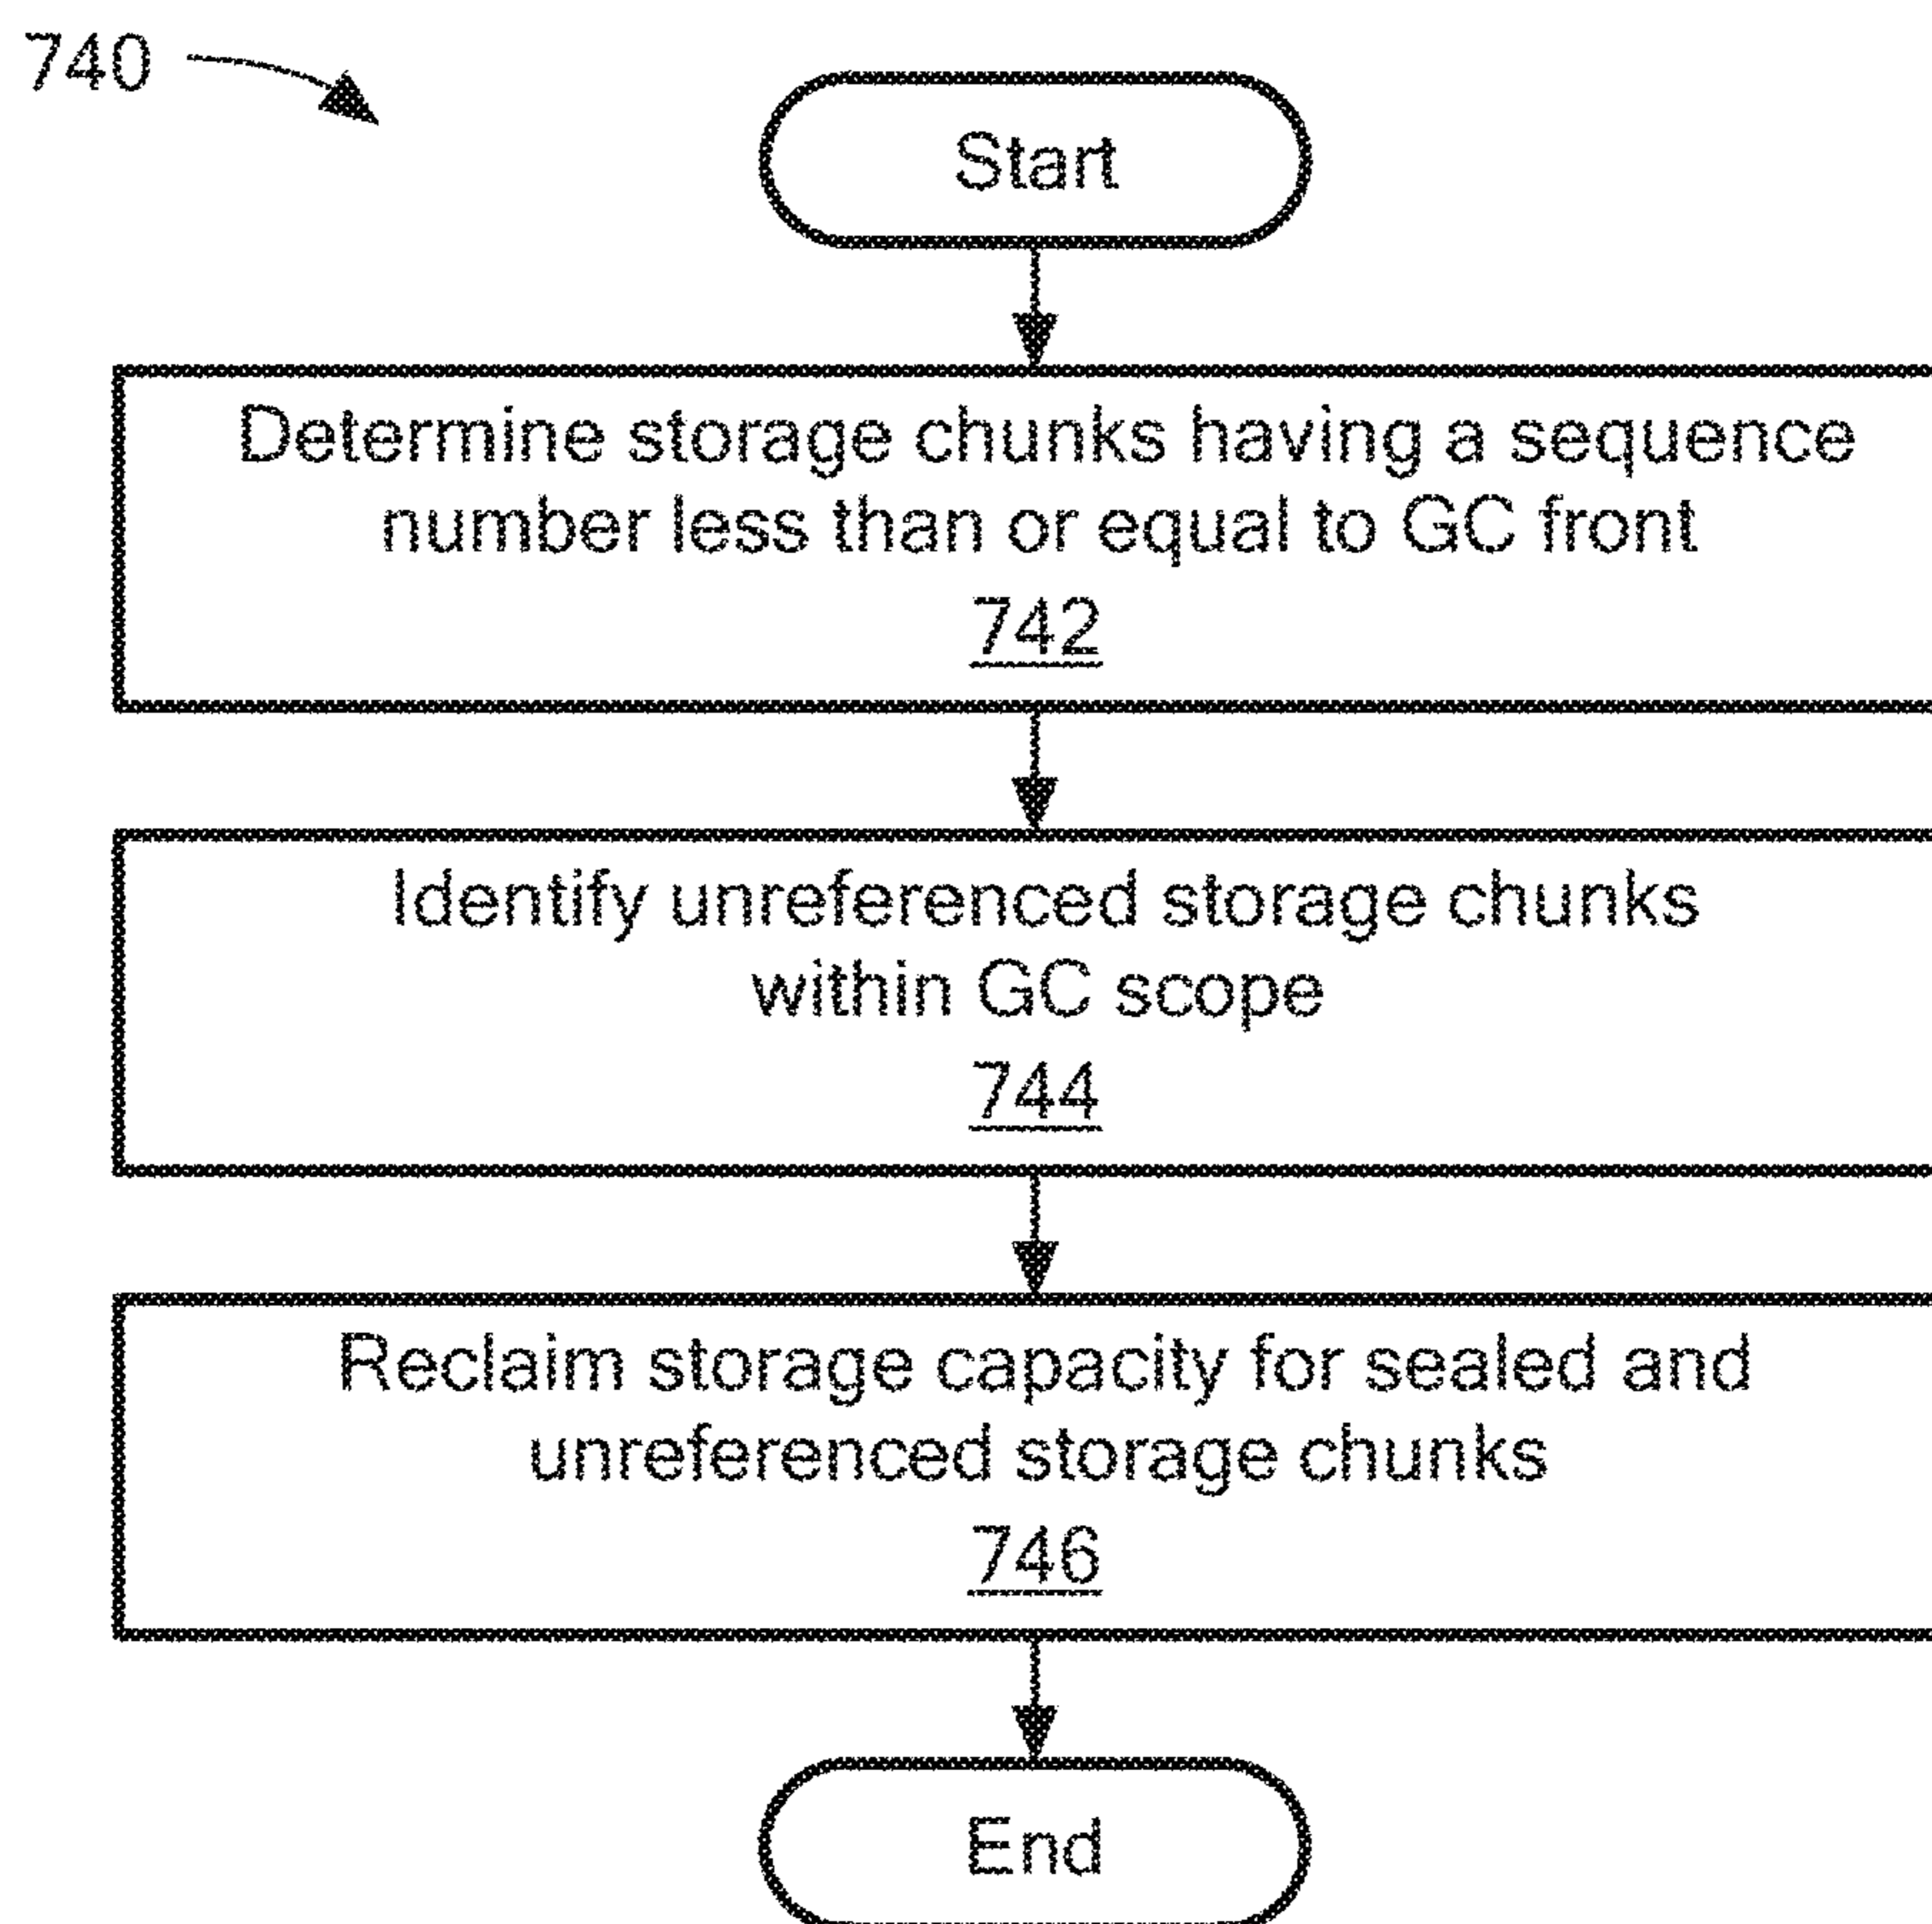 740
Start
Determine storage chunks having a sequence
number less than or equal to GC front
742
Identify unreferenced storage chunks
within GC scope
744
Reclaim storage capacity for sealed and
unreferenced storage chunks
746
End